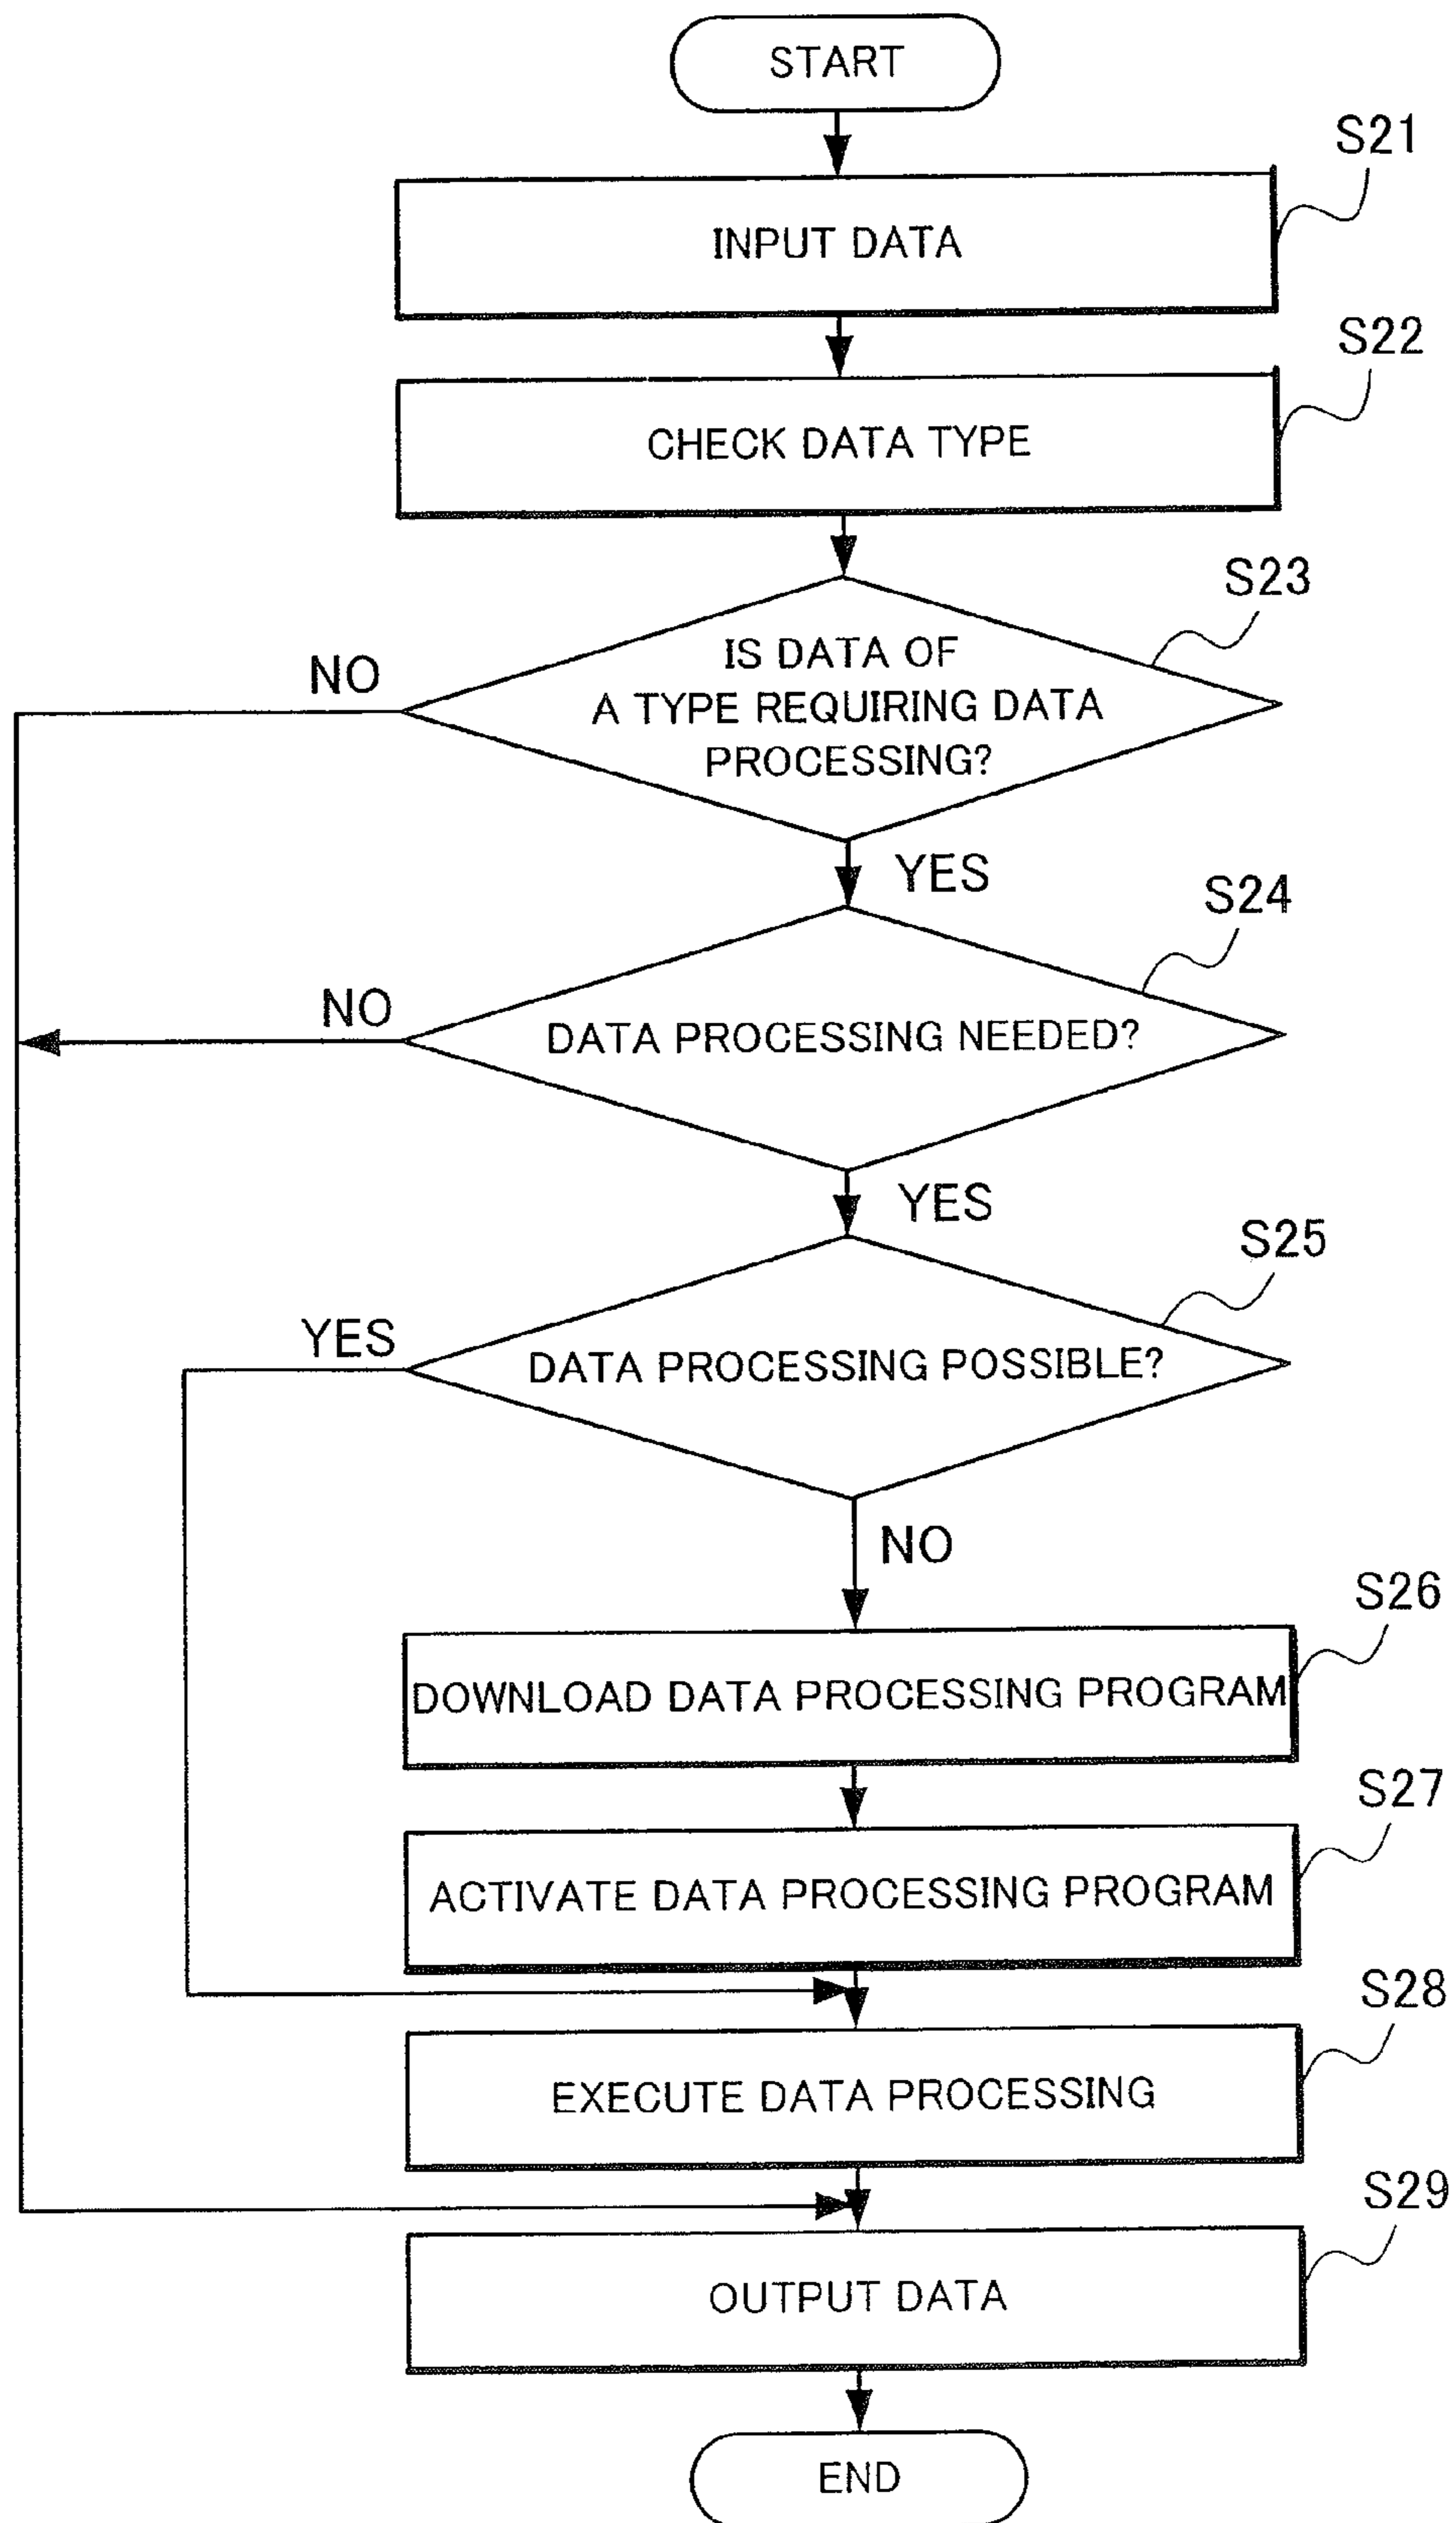 START
S21
INPUT DATA
S22
CHECK DATA TYPE
S23
IS DATA OF
A TYPE REQUIRING DATA
PROCESSING?
NO
YES
S24
DATA PROCESSING NEEDED?
NO
YES
S25
DATA PROCESSING POSSIBLE?
YES
NO
S26
DOWNLOAD DATA PROCESSING PROGRAM
S27
ACTIVATE DATA PROCESSING PROGRAM
S28
EXECUTE DATA PROCESSING
S29
OUTPUT DATA
END